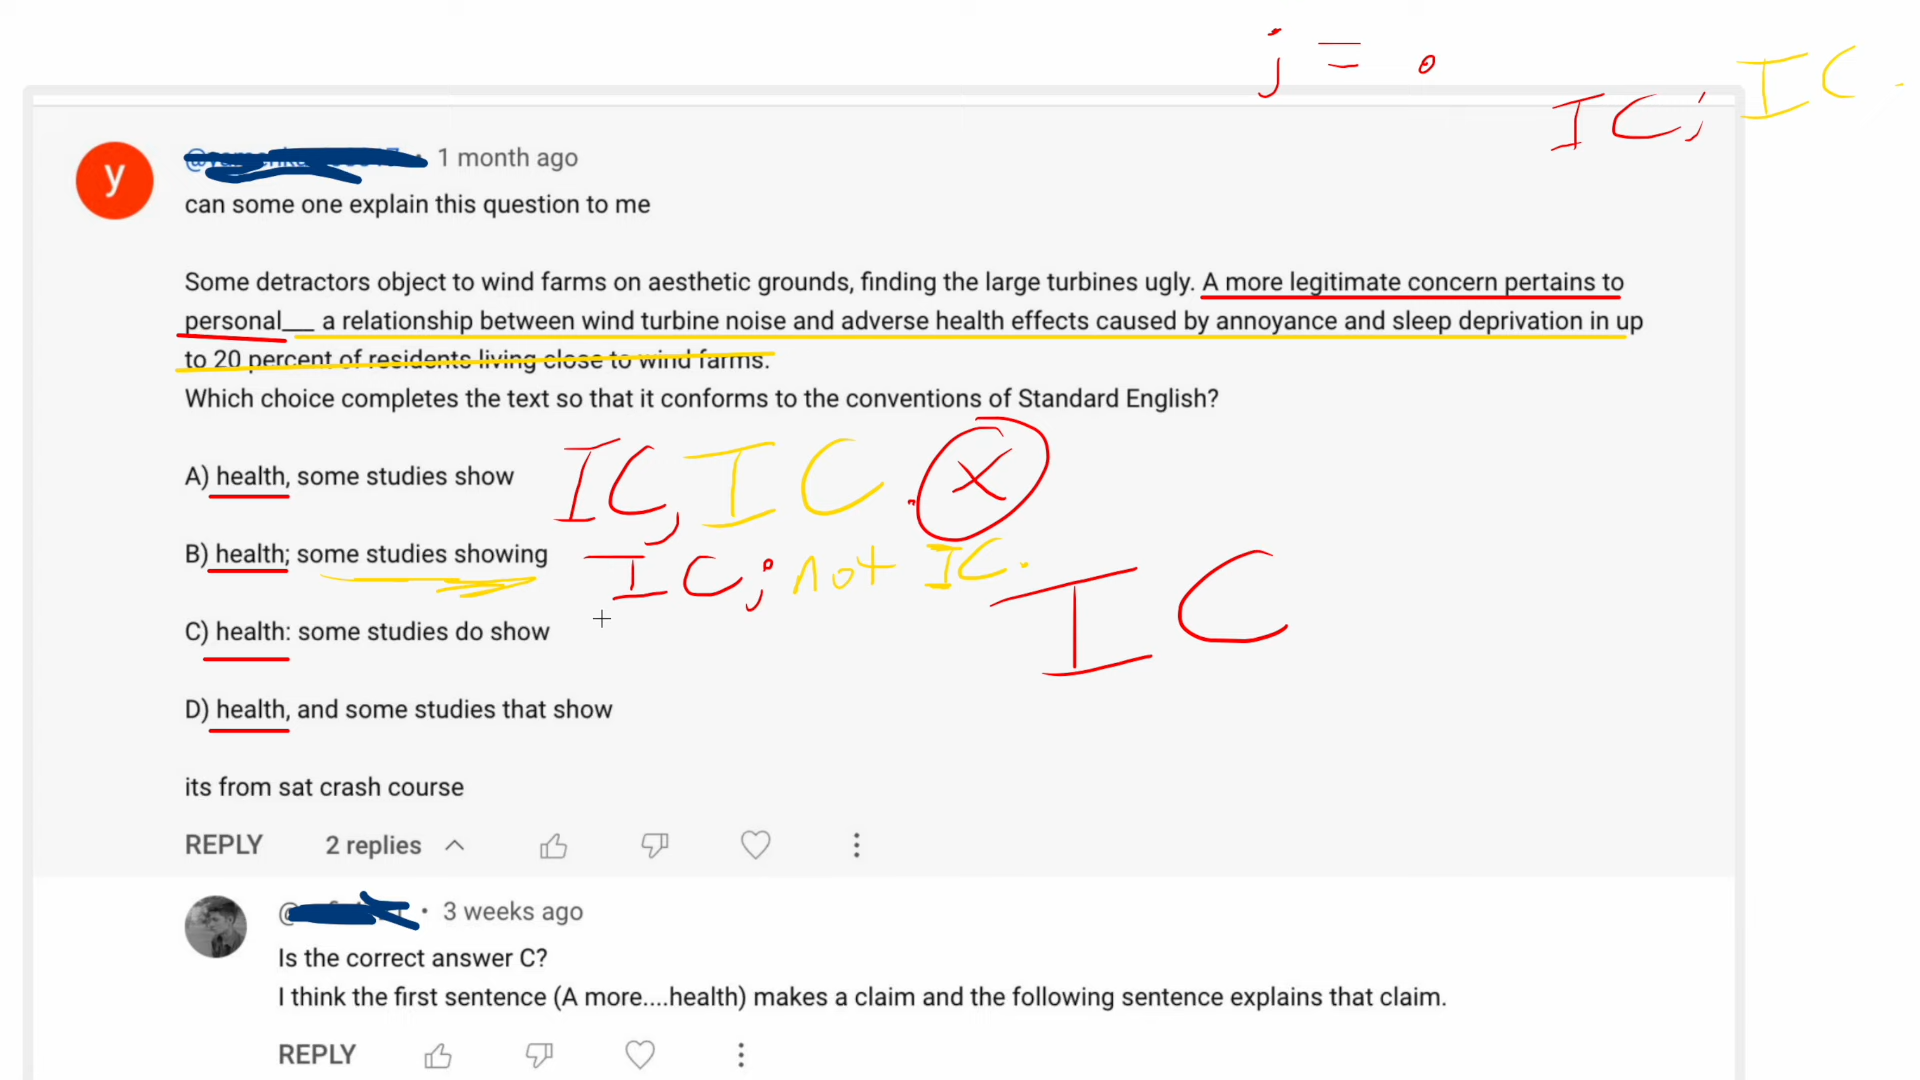 j = .
IC; IC.
y
1 month ago
can some one explain this question to me
Some detractors object to wind farms on aesthetic grounds, finding the large turbines ugly. A more legitimate concern pertains to
personal___ a relationship between wind turbine noise and adverse health effects caused by annoyance and sleep deprivation in up
to 20 percent of residents living close to wind farms.
Which choice completes the text so that it conforms to the conventions of Standard English?
A) health, some studies show
IC, IC. X
B) health; some studies showing
IC; not IC.
IC
C) health: some studies do show
D) health, and some studies that show
its from sat crash course
REPLY 2 replies
@ • 3 weeks ago
Is the correct answer C?
I think the first sentence (A more....health) makes a claim and the following sentence explains that claim.
REPLY